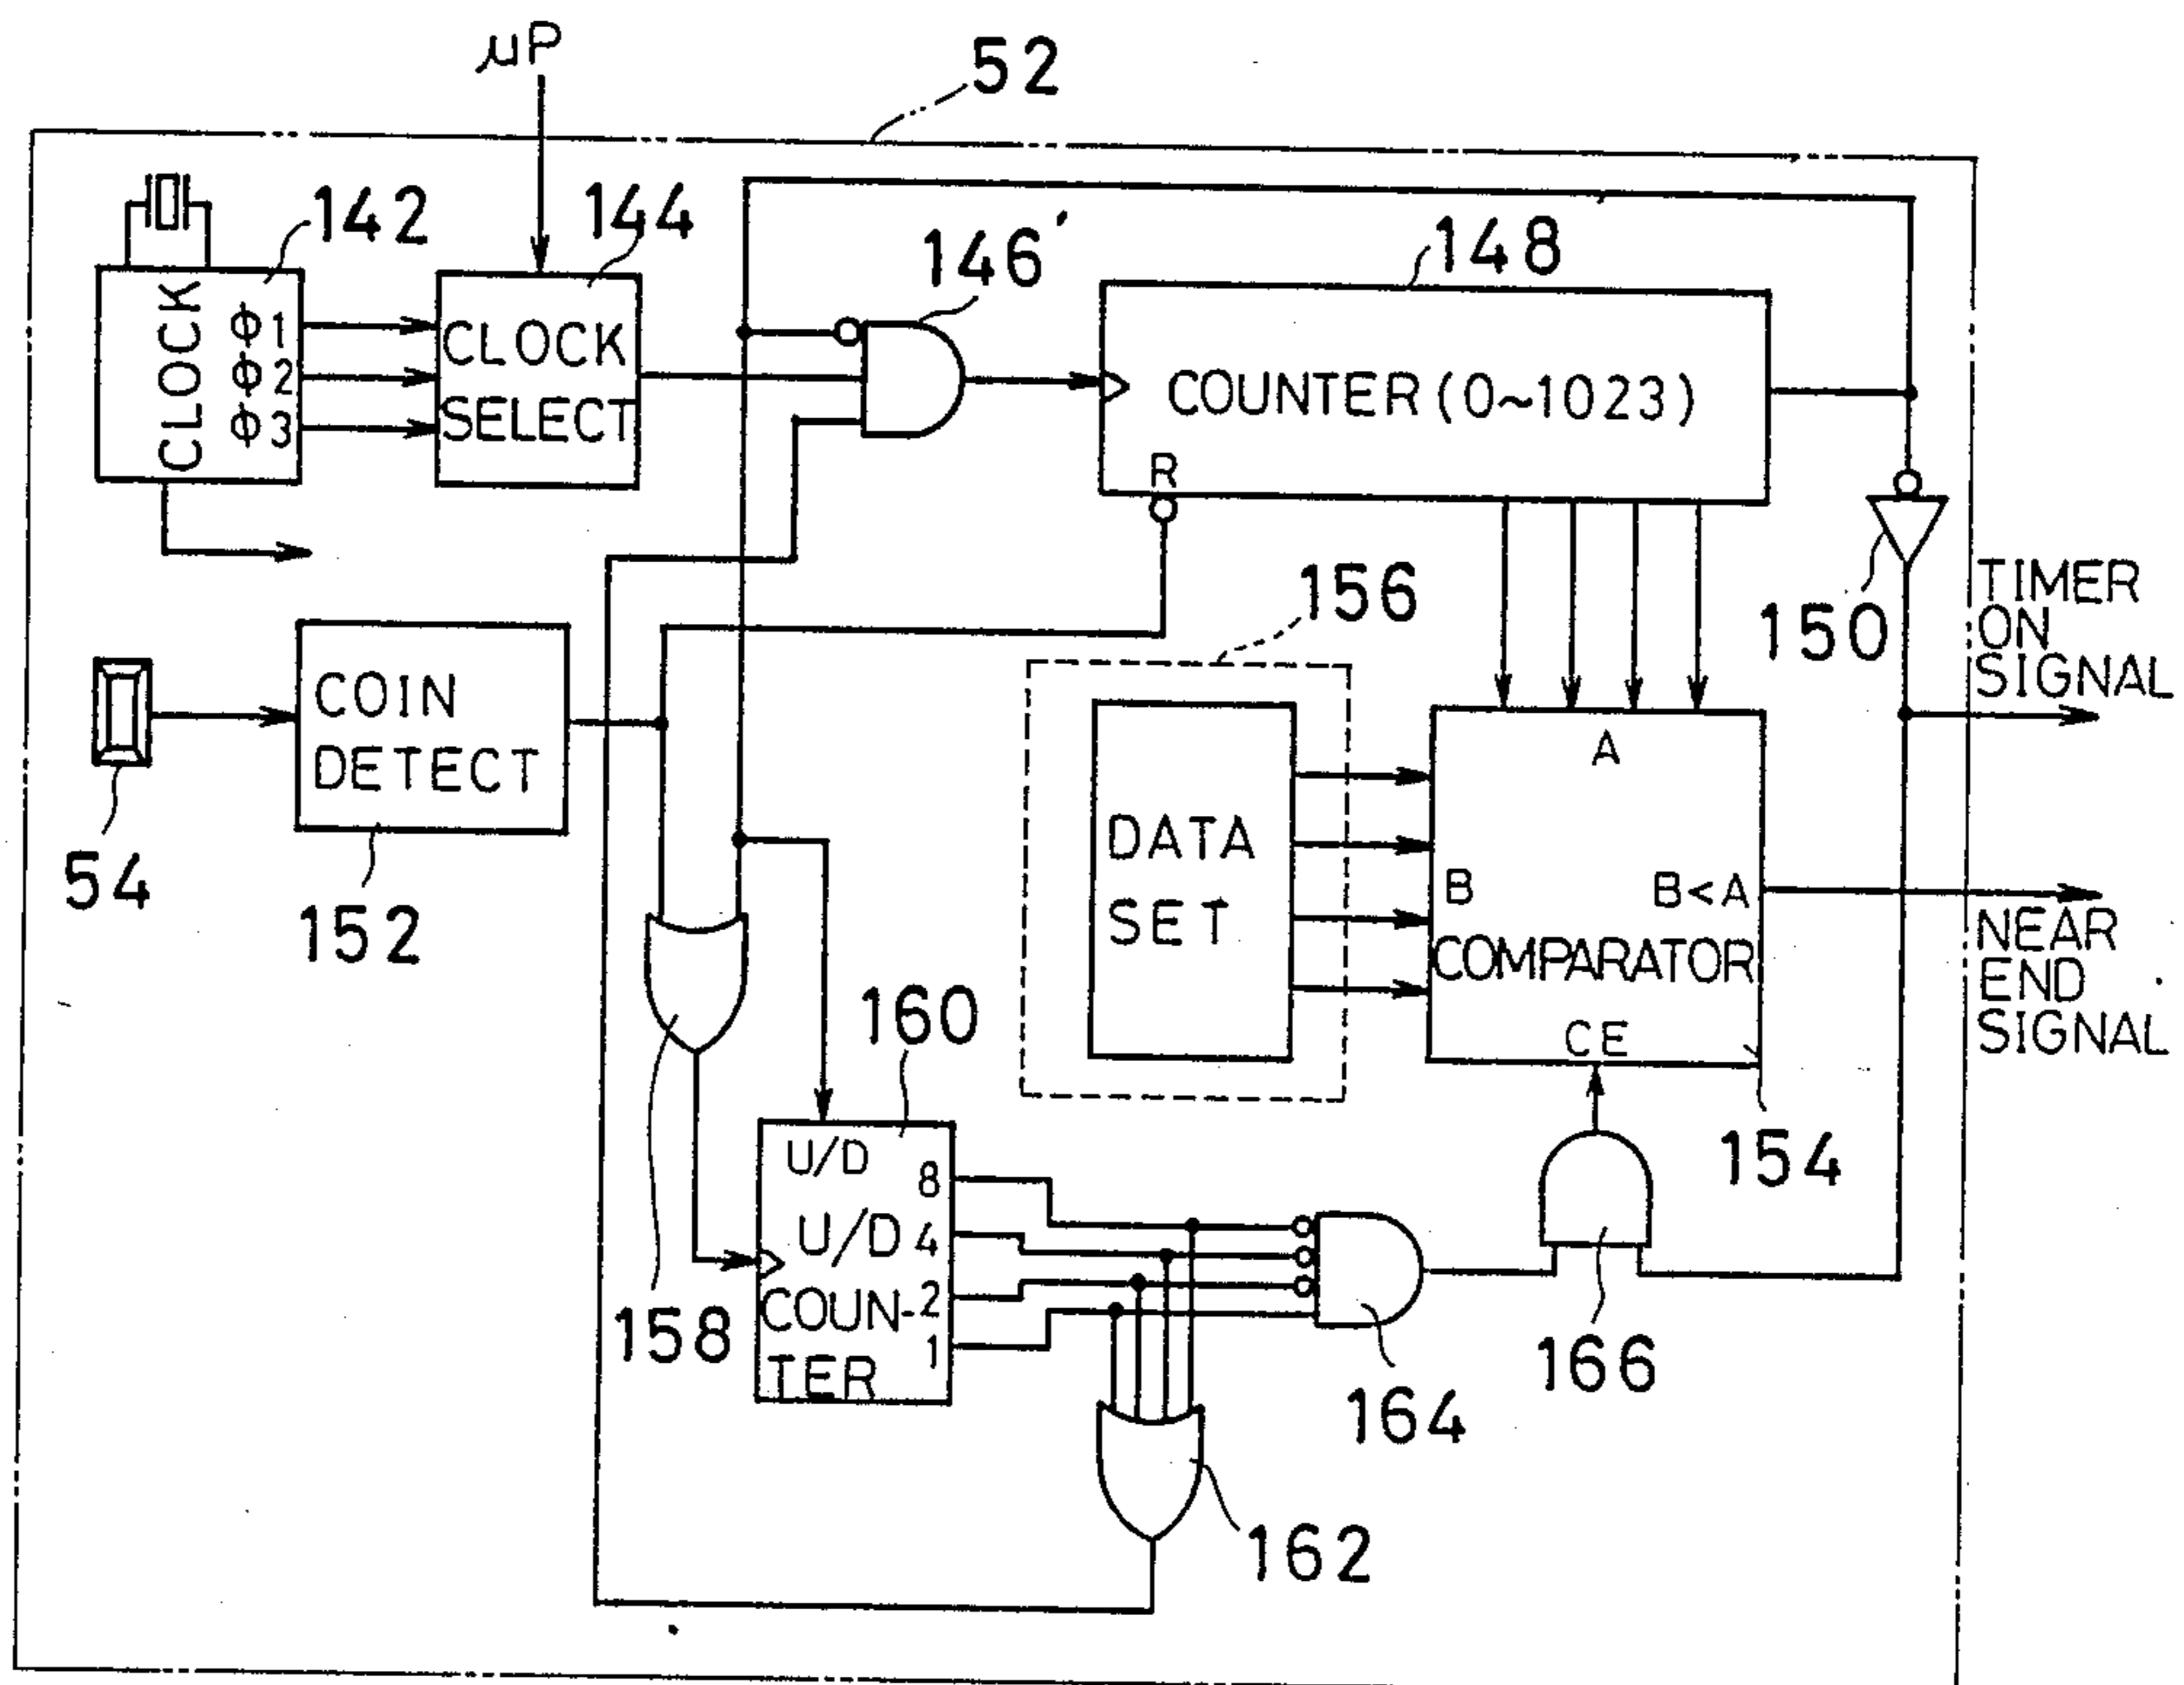 μP
52
142
144
146'
148
CLOCK
φ1
φ2
φ3
CLOCK
SELECT
COUNTER (0~1023)
R
150
TIMER
ON
SIGNAL
156
COIN
DETECT
54
152
DATA
SET
A
B
B<A
COMPARATOR
CE
NEAR
END
SIGNAL
154
158
160
U/D
8
U/D 4
COUN- 2
1
TER
164
166
162